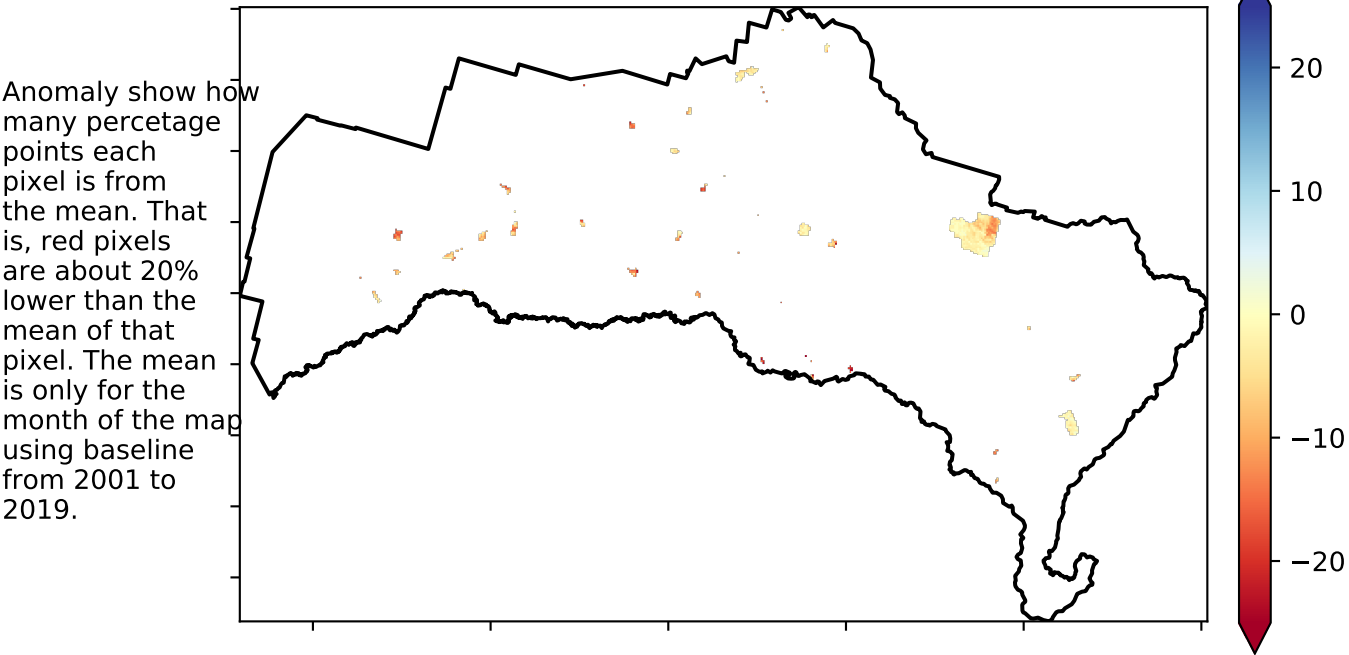 Anomaly show how
many percetage
points each
pixel is from
the mean. That
is, red pixels
are about 20%
lower than the
mean of that
pixel. The mean
is only for the
month of the map
using baseline
from 2001 to
2019.
20
10
0
−10
−20